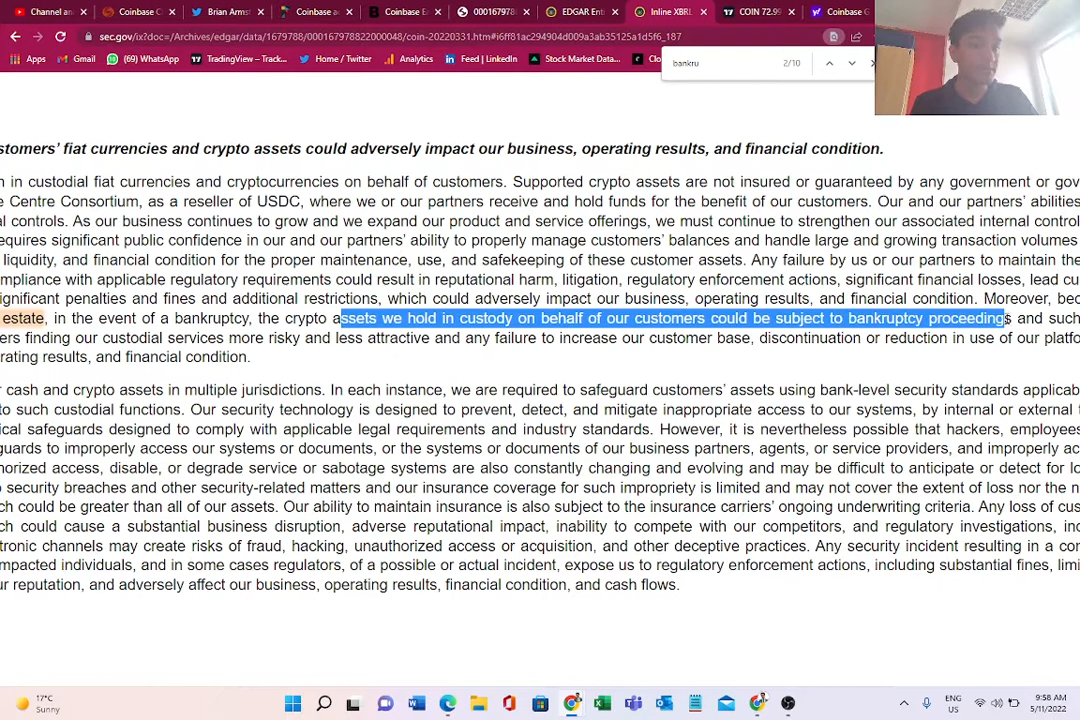 Channel an
Coinbase C
Brian Arms
Coinbase a
Coinbase E
000167978
EDGAR Ent
Inline XBRL
COIN 72.99
Coinbase G
sec.gov/ix?doc=/Archives/edgar/data/1679788/000167978822000048/coin-20220331.htm#i6ff81ac294904d009a3ab35125a1d5f6_187
Apps
Gmail
(69) WhatsApp
TradingView – Track...
Home / Twitter
Analytics
Feed | LinkedIn
Stock Market Data...
Clo
bankru
2/10
stomers' fiat currencies and crypto assets could adversely impact our business, operating results, and financial condition.
n in custodial fiat currencies and cryptocurrencies on behalf of customers. Supported crypto assets are not insured or guaranteed by any government or gov
e Centre Consortium, as a reseller of USDC, where we or our partners receive and hold funds for the benefit of our customers. Our and our partners' abilities
al controls. As our business continues to grow and we expand our product and service offerings, we must continue to strengthen our associated internal control
equires significant public confidence in our and our partners' ability to properly manage customers' balances and handle large and growing transaction volumes
liquidity, and financial condition for the proper maintenance, use, and safekeeping of these customer assets. Any failure by us or our partners to maintain the
ompliance with applicable regulatory requirements could result in reputational harm, litigation, regulatory enforcement actions, significant financial losses, lead cu
ignificant penalties and fines and additional restrictions, which could adversely impact our business, operating results, and financial condition. Moreover, bec
estate, in the event of a bankruptcy, the crypto assets we hold in custody on behalf of our customers could be subject to bankruptcy proceedings and such
ers finding our custodial services more risky and less attractive and any failure to increase our customer base, discontinuation or reduction in use of our platfo
rating results, and financial condition.
r cash and crypto assets in multiple jurisdictions. In each instance, we are required to safeguard customers' assets using bank-level security standards applicab
to such custodial functions. Our security technology is designed to prevent, detect, and mitigate inappropriate access to our systems, by internal or external
ical safeguards designed to comply with applicable legal requirements and industry standards. However, it is nevertheless possible that hackers, employees
guards to improperly access our systems or documents, or the systems or documents of our business partners, agents, or service providers, and improperly ac
horized access, disable, or degrade service or sabotage systems are also constantly changing and evolving and may be difficult to anticipate or detect for lo
o security breaches and other security-related matters and our insurance coverage for such impropriety is limited and may not cover the extent of loss nor the n
ch could be greater than all of our assets. Our ability to maintain insurance is also subject to the insurance carriers' ongoing underwriting criteria. Any loss of cus
ch could cause a substantial business disruption, adverse reputational impact, inability to compete with our competitors, and regulatory investigations, inc
tronic channels may create risks of fraud, hacking, unauthorized access or acquisition, and other deceptive practices. Any security incident resulting in a con
mpacted individuals, and in some cases regulators, of a possible or actual incident, expose us to regulatory enforcement actions, including substantial fines, limi
ur reputation, and adversely affect our business, operating results, financial condition, and cash flows.
17°C
Sunny
ENG
US
9:58 AM
5/11/2022